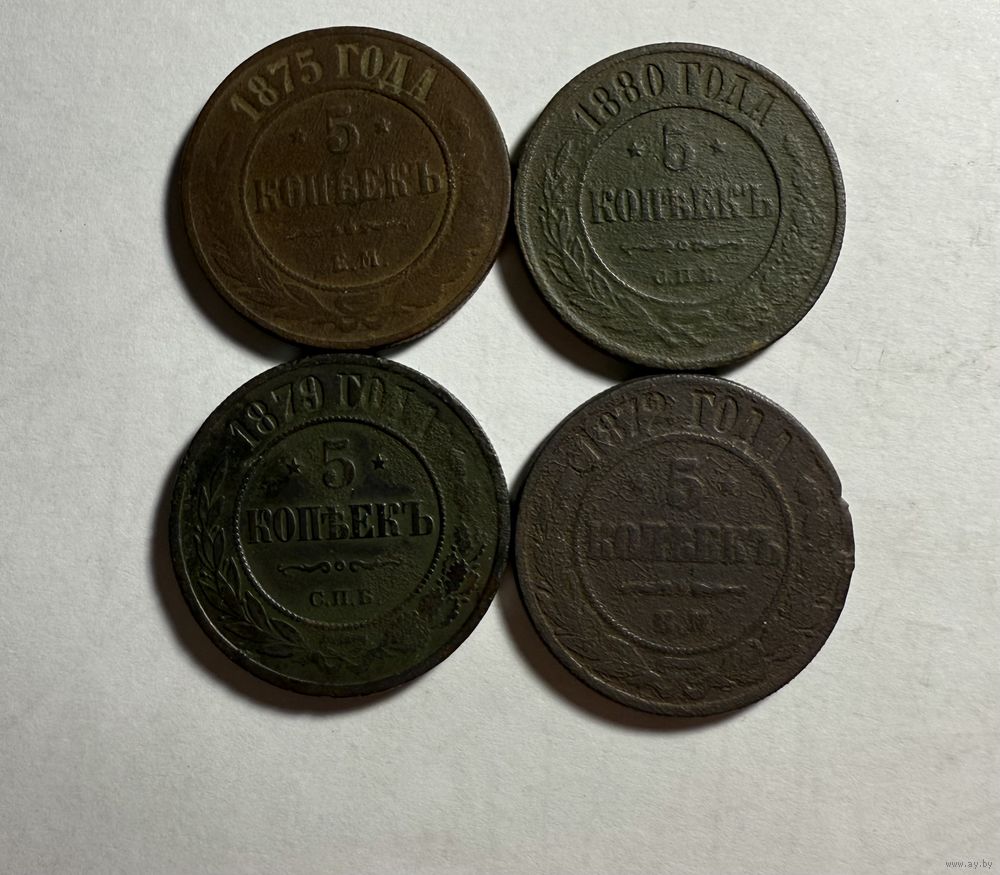 1875 ГОДА
5
КОПѢЕКЪ
Е.М.
1880 ГОДА
5
КОПѢЕКЪ
С.П.Б.
1879 ГОДА
5
КОПѢЕКЪ
С.П.Б.
1872 ГОДА
5
КОПѢЕКЪ
Е.М.
www.ay.by